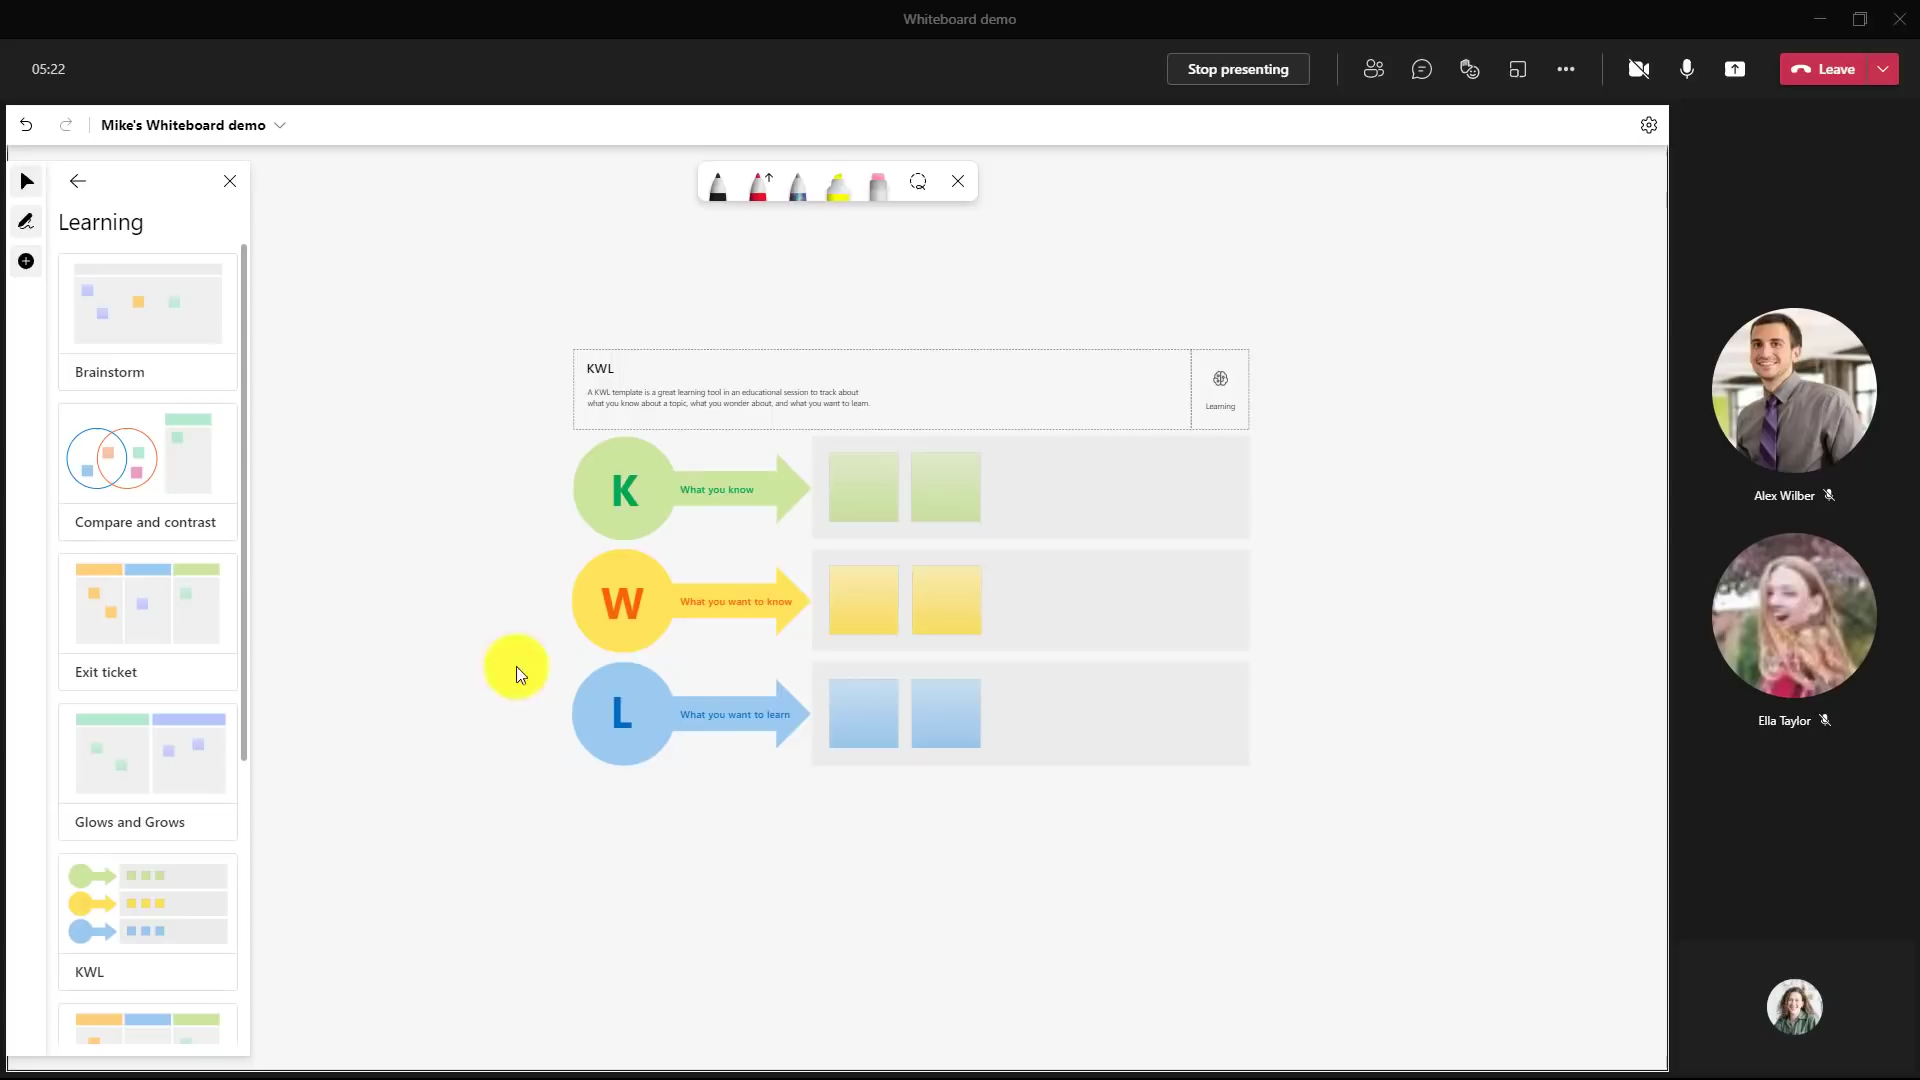 Whiteboard demo
05:22
Stop presenting
Leave
Mike's Whiteboard demo
Learning
Brainstorm
Compare and contrast
Exit ticket
Glows and Grows
KWL
KWL
A KWL template is a great learning tool in an educational session to track about
what you know about a topic, what you wonder about, and what you want to learn.
Learning
K
What you know
W
What you want to know
L
What you want to learn
Alex Wilber
Ella Taylor